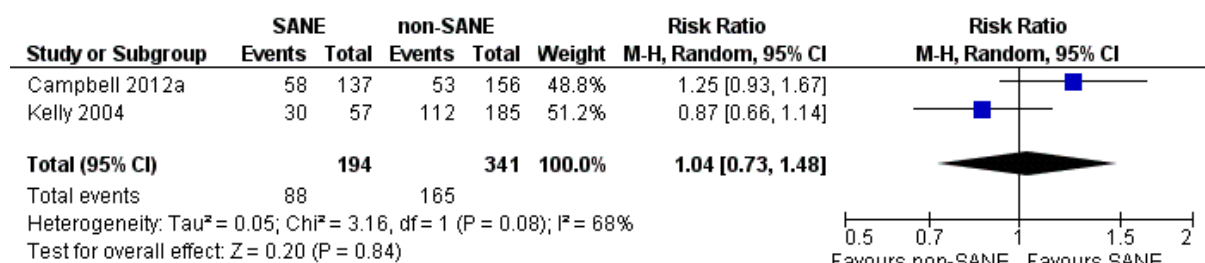 SANE non-SANE Risk Ratio Risk Ratio
Study or Subgroup Events Total Events Total Weight M-H, Random, 95% CI M-H, Random, 95% CI
Campbell 2012a 58 137 53 156 48.8% 1.25 [0.93, 1.67]
Kelly 2004 30 57 112 185 51.2% 0.87 [0.66, 1.14]
Total (95% CI) 194 341 100.0% 1.04 [0.73, 1.48]
Total events 88 165
Heterogeneity: Tau² = 0.05; Chi² = 3.16, df = 1 (P = 0.08); I² = 68%
Test for overall effect: Z = 0.20 (P = 0.84)
0.5 0.7 1 1.5 2
Favours non-SANE Favours SANE